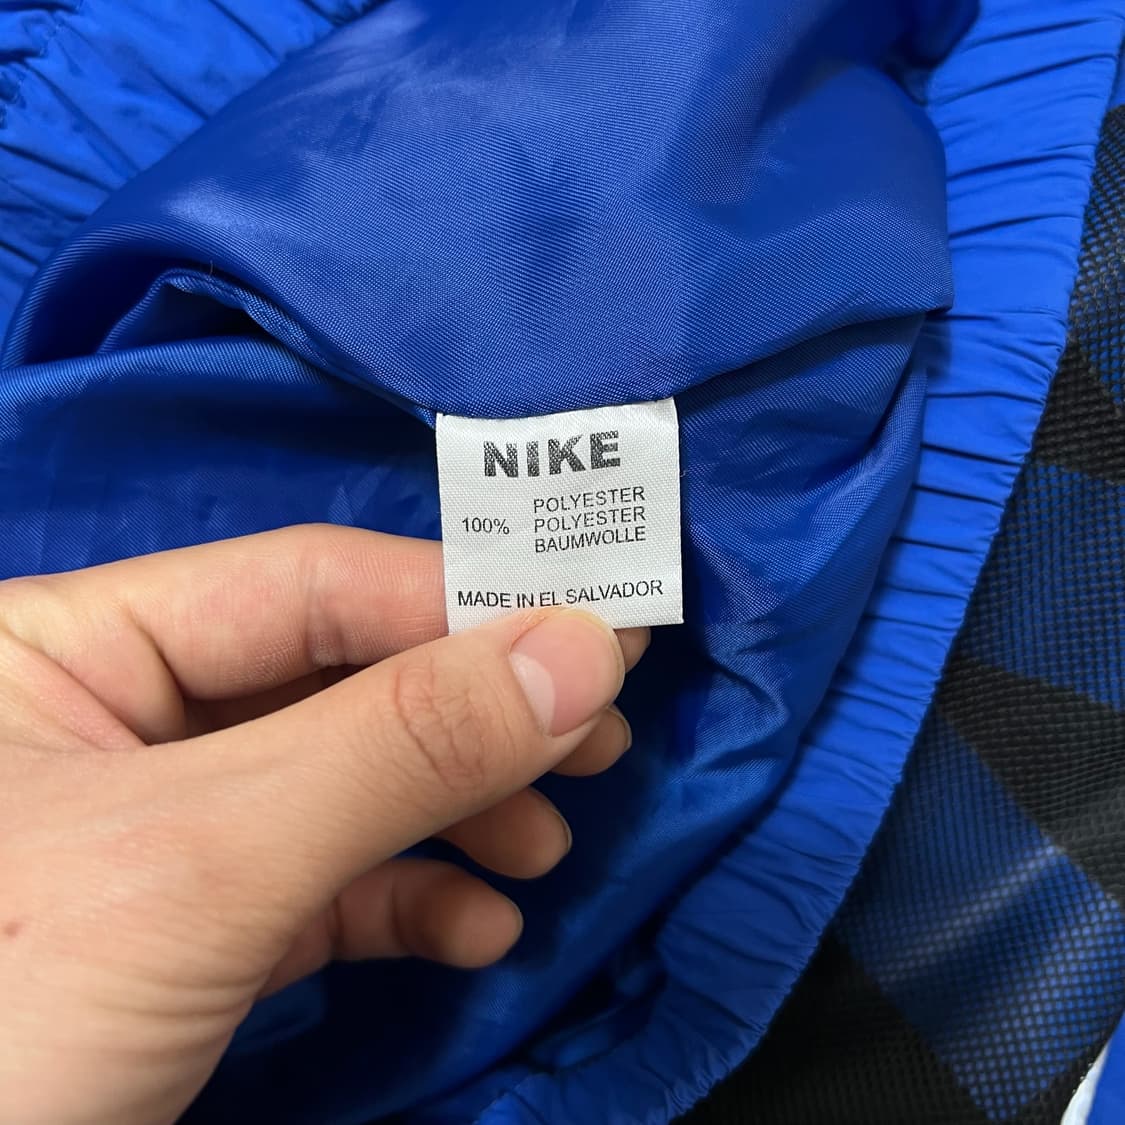 NIKE
POLYESTER
100% POLYESTER
BAUMWOLLE
MADE IN EL SALVADOR